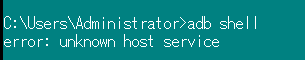 C:\Users\Administrator>adb shell
error: unknown host service